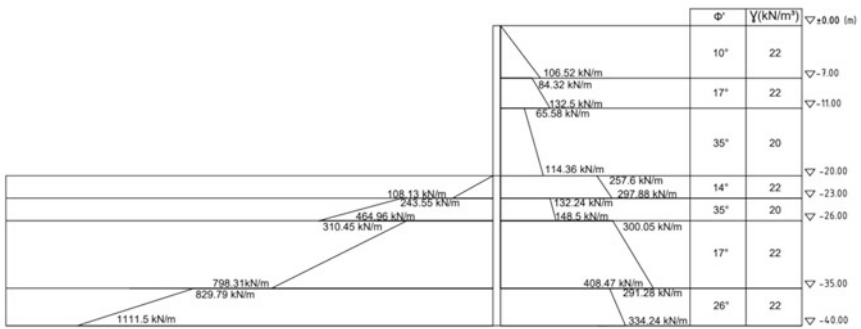 Φ' Ɣ(kN/m³) ▽±0.00 (m)
10° 22
106.52 kN/m ▽-7.00
84.32 kN/m
17° 22
132.5 kN/m ▽-11.00
65.58 kN/m
35° 20
114.36 kN/m ▽-20.00
257.6 kN/m
14° 22
108.13 kN/m 297.88 kN/m ▽-23.00
243.55 kN/m 132.24 kN/m
35° 20
464.96 kN/m 148.5 kN/m ▽-26.00
310.45 kN/m 300.05 kN/m
17° 22
798.31kN/m 408.47 kN/m ▽-35.00
829.79 kN/m 291.28 kN/m
26° 22
1111.5 kN/m 334.24 kN/m ▽-40.00